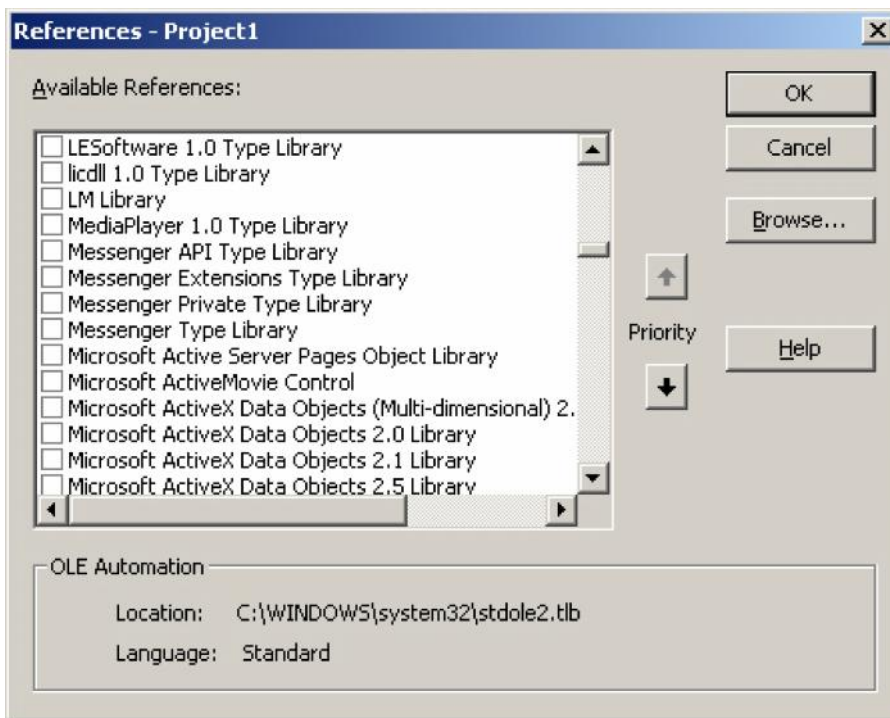 References - Project1
Available References:
LESoftware 1.0 Type Library
licdll 1.0 Type Library
LM Library
MediaPlayer 1.0 Type Library
Messenger API Type Library
Messenger Extensions Type Library
Messenger Private Type Library
Messenger Type Library
Microsoft Active Server Pages Object Library
Microsoft ActiveMovie Control
Microsoft ActiveX Data Objects (Multi-dimensional) 2.
Microsoft ActiveX Data Objects 2.0 Library
Microsoft ActiveX Data Objects 2.1 Library
Microsoft ActiveX Data Objects 2.5 Library
Priority
OK
Cancel
Browse...
Help
OLE Automation
Location: C:\WINDOWS\system32\stdole2.tlb
Language: Standard